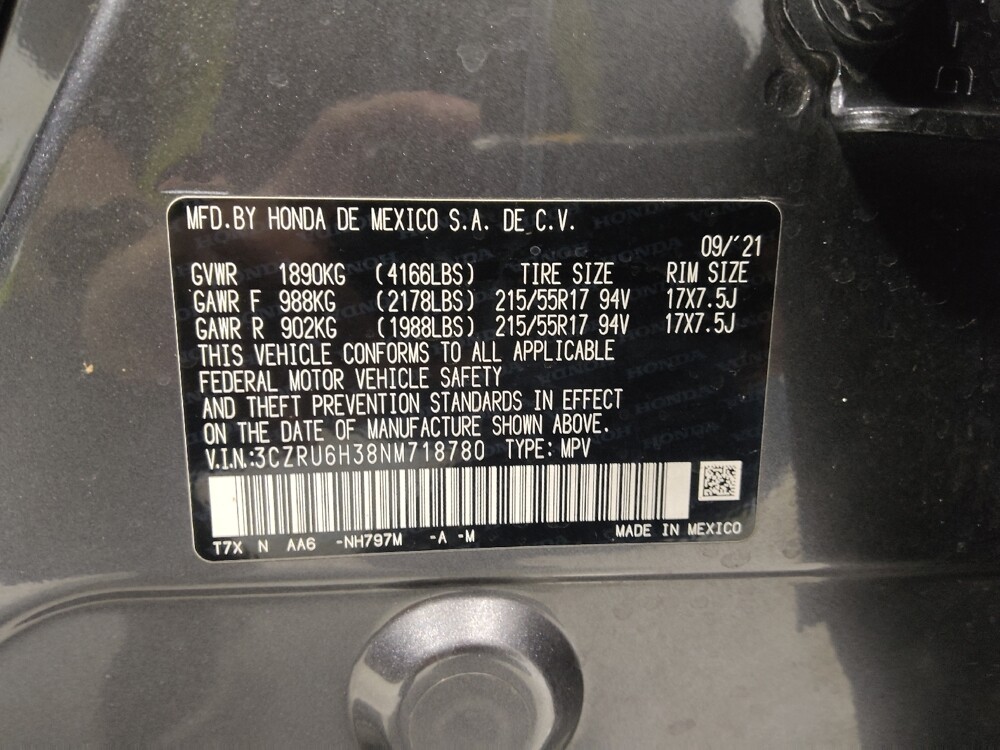 MFD.BY HONDA DE MEXICO S.A. DE C.V.
09/´21
GVWR 1890KG (4166LBS) TIRE SIZE RIM SIZE
GAWR F 988KG (2178LBS) 215/55R17 94V 17X7.5J
GAWR R 902KG (1988LBS) 215/55R17 94V 17X7.5J
THIS VEHICLE CONFORMS TO ALL APPLICABLE
FEDERAL MOTOR VEHICLE SAFETY
AND THEFT PREVENTION STANDARDS IN EFFECT
ON THE DATE OF MANUFACTURE SHOWN ABOVE.
V.I.N.:3CZRU6H38NM718780 TYPE: MPV
T7X N AA6 -NH797M -A -M MADE IN MEXICO